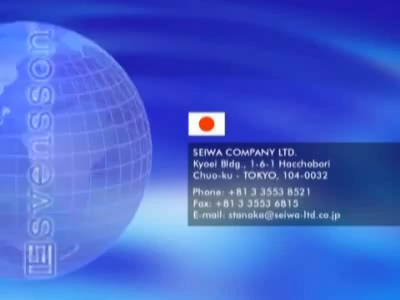 Esvensson
SEIWA COMPANY LTD.
Kyoei Bldg., 1-6-1 Hacchobori
Chuo-ku - TOKYO, 104-0032
Phone: +81 3 3553 8521
Fax: +81 3 3553 6815
E-mail: stanaka@seiwa-ltd.co.jp